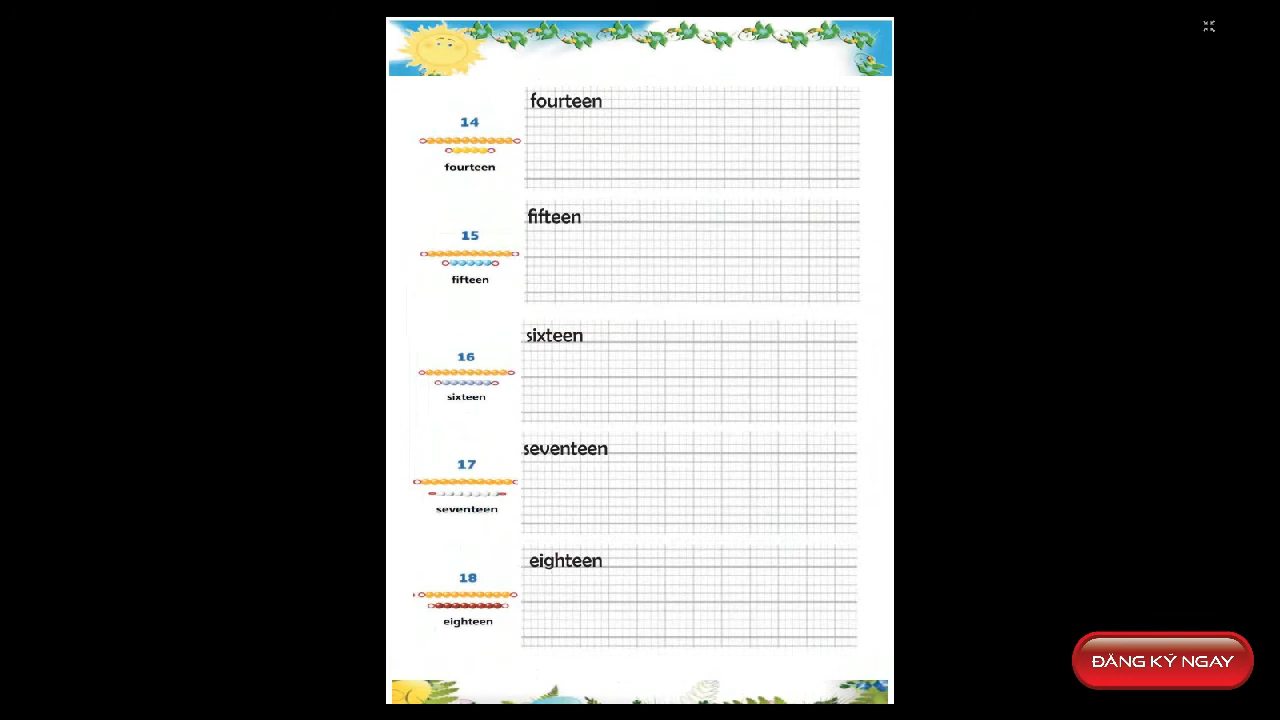 14
fourteen
fourteen
15
fifteen
fifteen
16
sixteen
sixteen
17
seventeen
seventeen
18
eighteen
eighteen
ĐĂNG KÝ NGAY